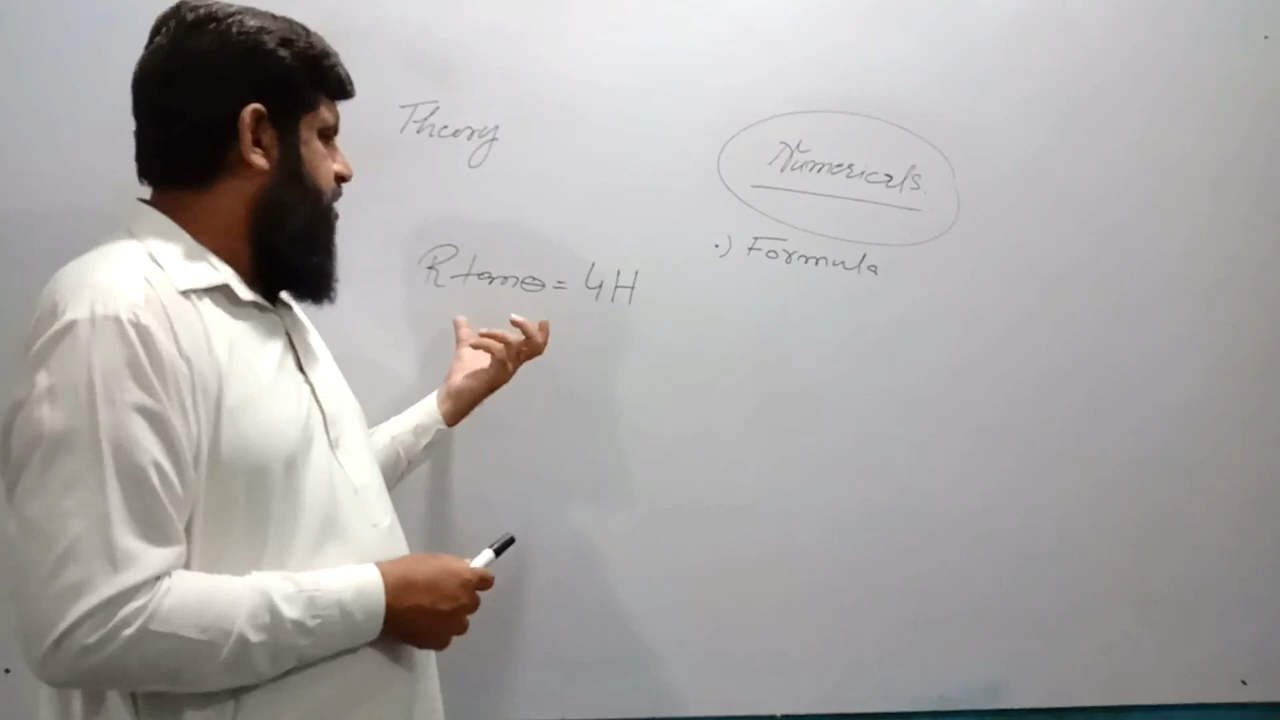 Theory
Numericals.
•) Formula
R tanθ = 4H